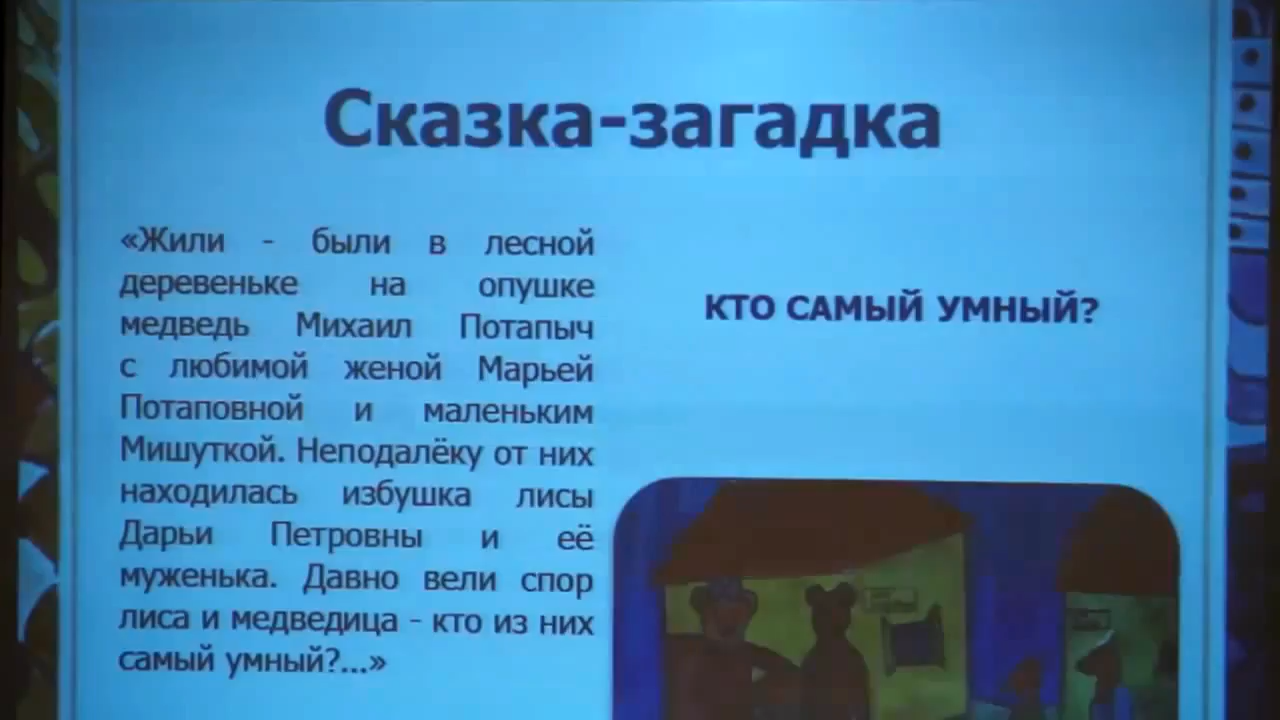 Сказка-загадка
«Жили - были в лесной
деревеньке на опушке
медведь Михаил Потапыч
с любимой женой Марьей
Потаповной и маленьким
Мишуткой. Неподалёку от них
находилась избушка лисы
Дарьи Петровны и её
муженька. Давно вели спор
лиса и медведица - кто из них
самый умный?...»
КТО САМЫЙ УМНЫЙ?